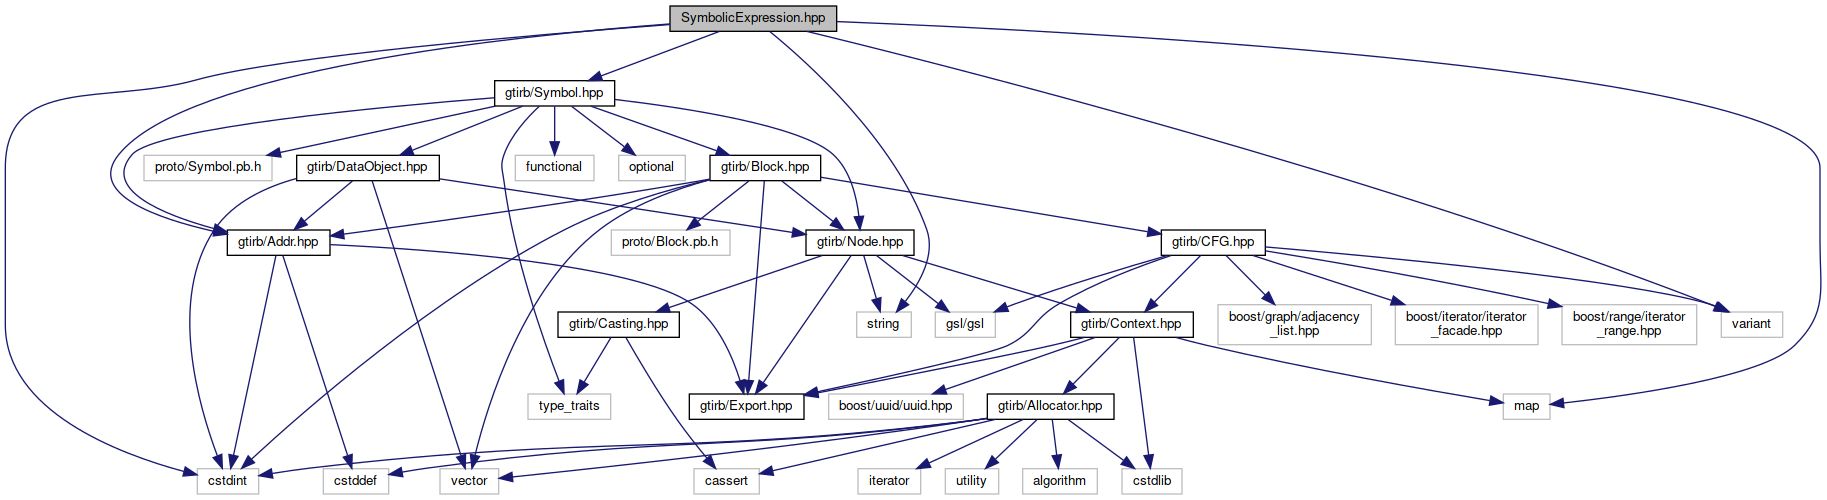 SymbolicExpression.hpp
gtirb/Symbol.hpp
proto/Symbol.pb.h
gtirb/DataObject.hpp
functional
optional
gtirb/Block.hpp
gtirb/Addr.hpp
proto/Block.pb.h
gtirb/Node.hpp
gtirb/CFG.hpp
gtirb/Casting.hpp
string
gsl/gsl
gtirb/Context.hpp
boost/graph/adjacency
_list.hpp
boost/iterator/iterator
_facade.hpp
boost/range/iterator
_range.hpp
variant
type_traits
gtirb/Export.hpp
boost/uuid/uuid.hpp
gtirb/Allocator.hpp
map
cstdint
cstddef
vector
cassert
iterator
utility
algorithm
cstdlib